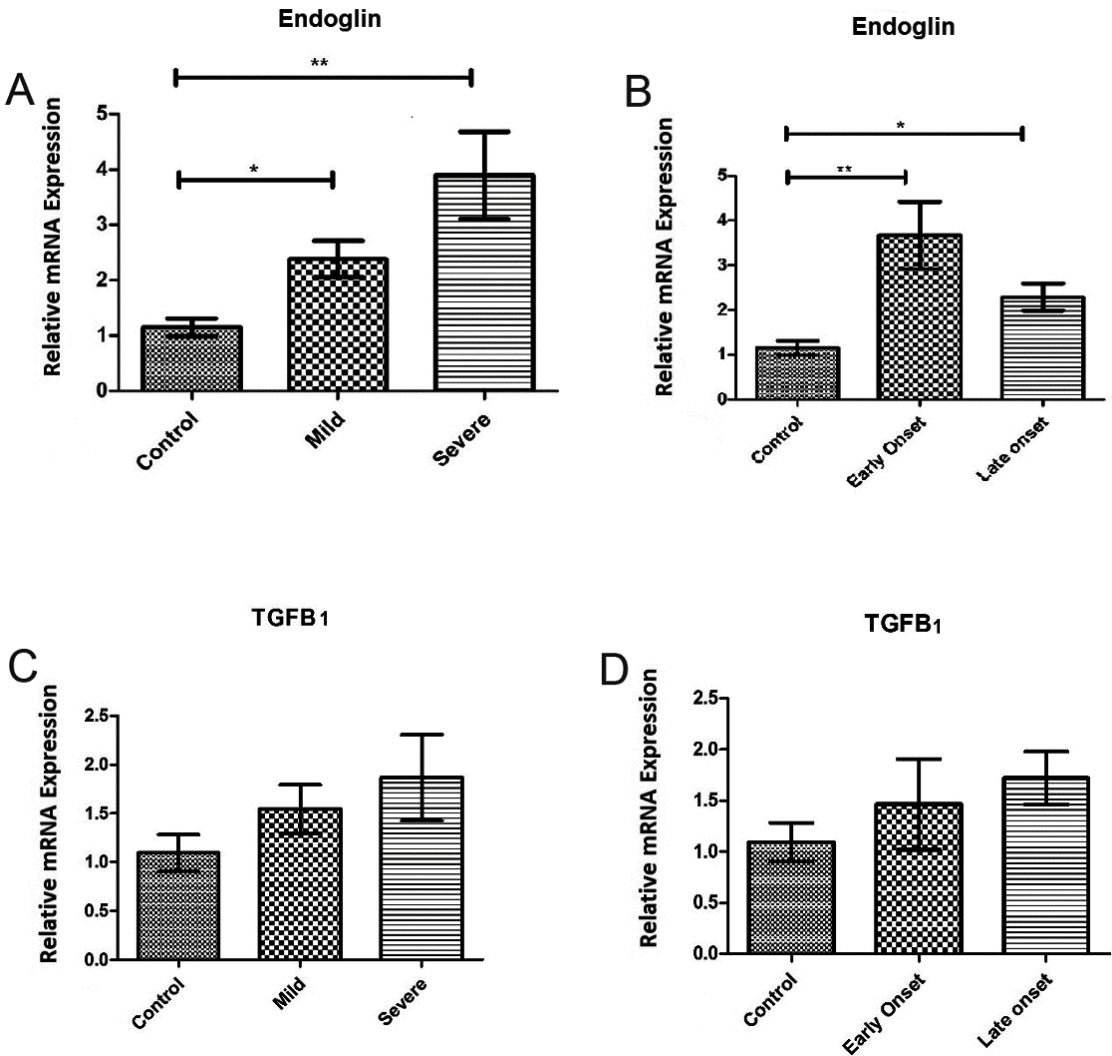 Endoglin
A
**
*
Relative mRNA Expression
5
4
3
2
1
0
Control
Mild
Severe
Endoglin
B
*
**
Relative mRNA Expression
5
4
3
2
1
0
Control
Early Onset
Late onset
TGFB1
C
Relative mRNA Expression
2.5
2.0
1.5
1.0
0.5
0.0
Control
Mild
Severe
TGFB1
D
Relative mRNA Expression
2.5
2.0
1.5
1.0
0.5
0.0
Control
Early Onset
Late onset